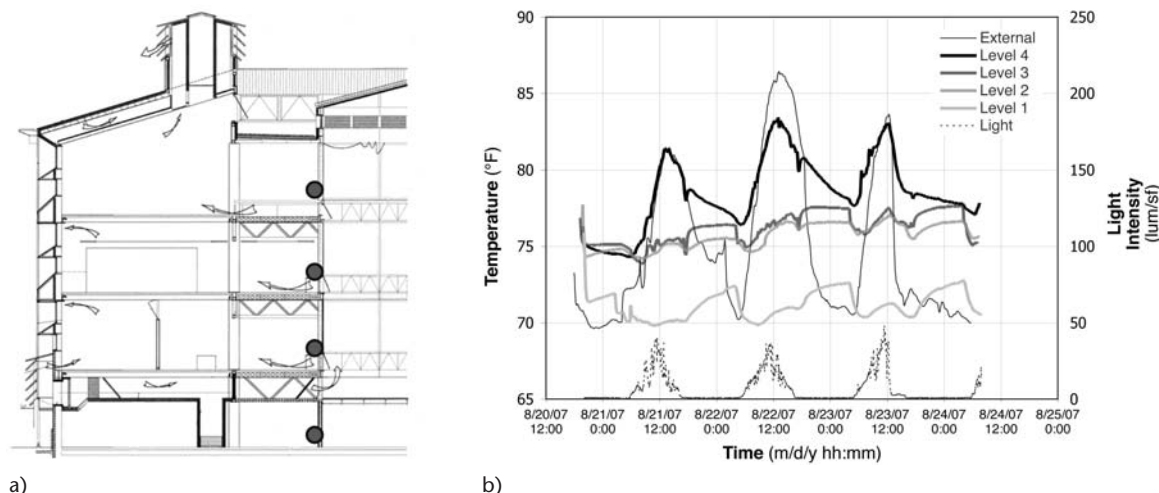 90
85
80
75
70
65
Temperature (°F)
250
200
150
100
50
0
Light
Intensity
(lum/sf)
External
Level 4
Level 3
Level 2
Level 1
Light
8/20/07 8/21/07 8/21/07 8/22/07 8/22/07 8/23/07 8/23/07 8/24/07 8/24/07 8/25/07
12:00 0:00 12:00 0:00 12:00 0:00 12:00 0:00 12:00 0:00
Time (m/d/y hh:mm)
a) b)